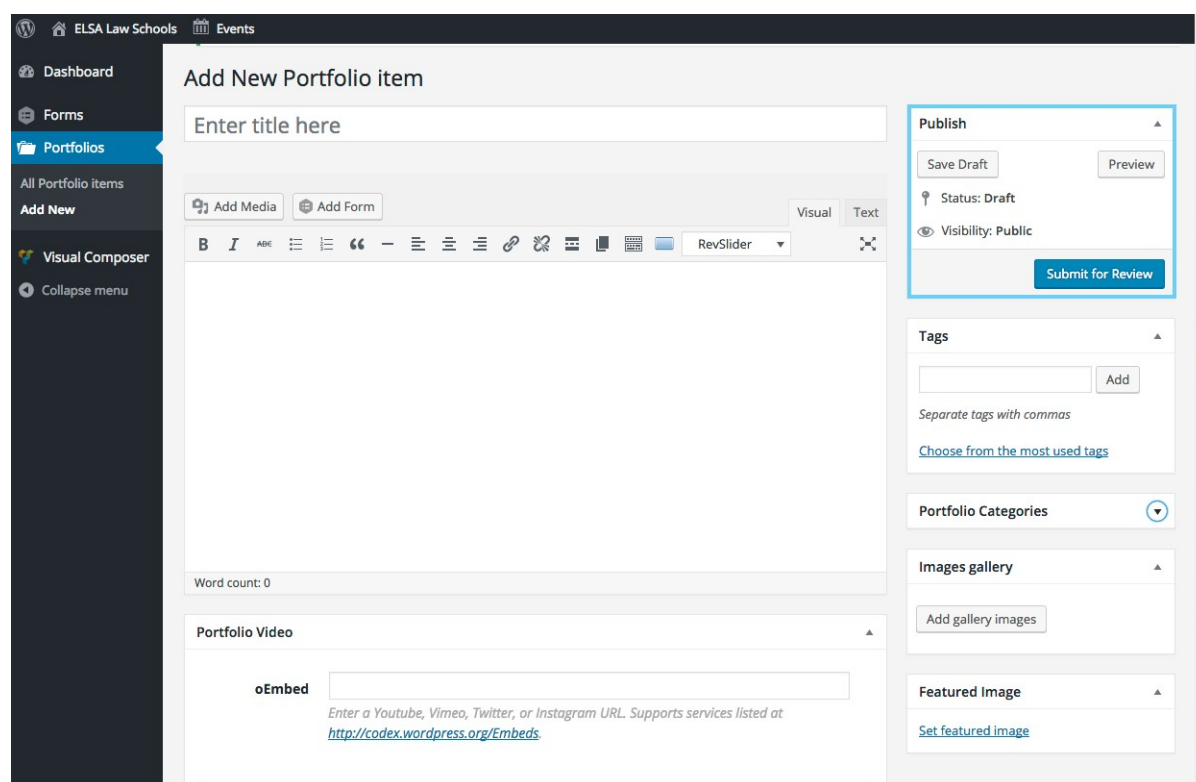 ELSA Law Schools Events
Dashboard
Forms
Portfolios
All Portfolio items
Add New
Visual Composer
Collapse menu
Add New Portfolio item
Enter title here
Add Media Add Form
Visual Text
B I ABE RevSlider
Word count: 0
Portfolio Video
oEmbed
Enter a Youtube, Vimeo, Twitter, or Instagram URL. Supports services listed at
http://codex.wordpress.org/Embeds.
Publish
Save Draft Preview
Status: Draft
Visibility: Public
Submit for Review
Tags
Add
Separate tags with commas
Choose from the most used tags
Portfolio Categories
Images gallery
Add gallery images
Featured Image
Set featured image